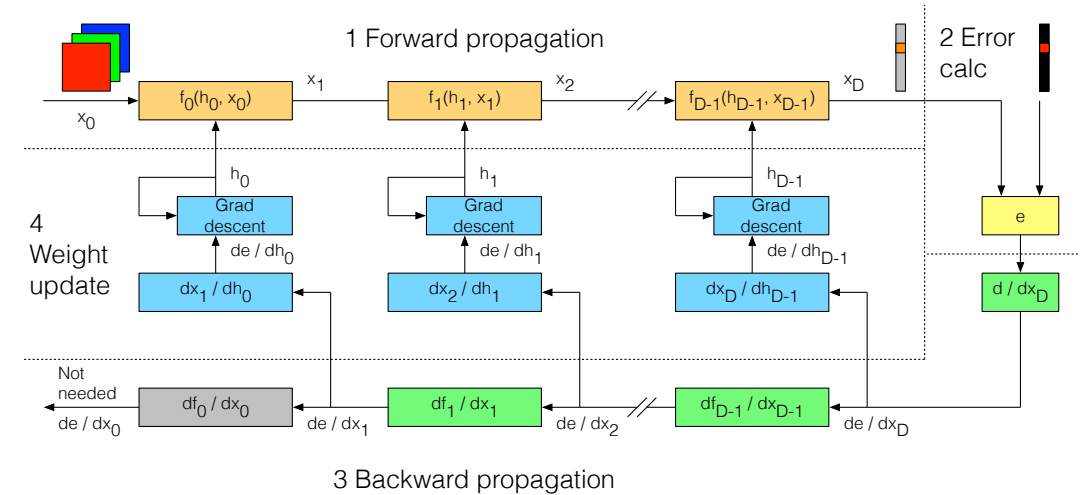 1 Forward propagation
2 Error
calc
x0
f0(h0, x0)
x1
f1(h1, x1)
x2
fD-1(hD-1, xD-1)
xD
4
Weight
update
h0
Grad
descent
de / dh0
dx1 / dh0
h1
Grad
descent
de / dh1
dx2 / dh1
hD-1
Grad
descent
de / dhD-1
dxD / dhD-1
e
d / dxD
Not
needed
de / dx0
df0 / dx0
de / dx1
df1 / dx1
de / dx2
dfD-1 / dxD-1
de / dxD
3 Backward propagation